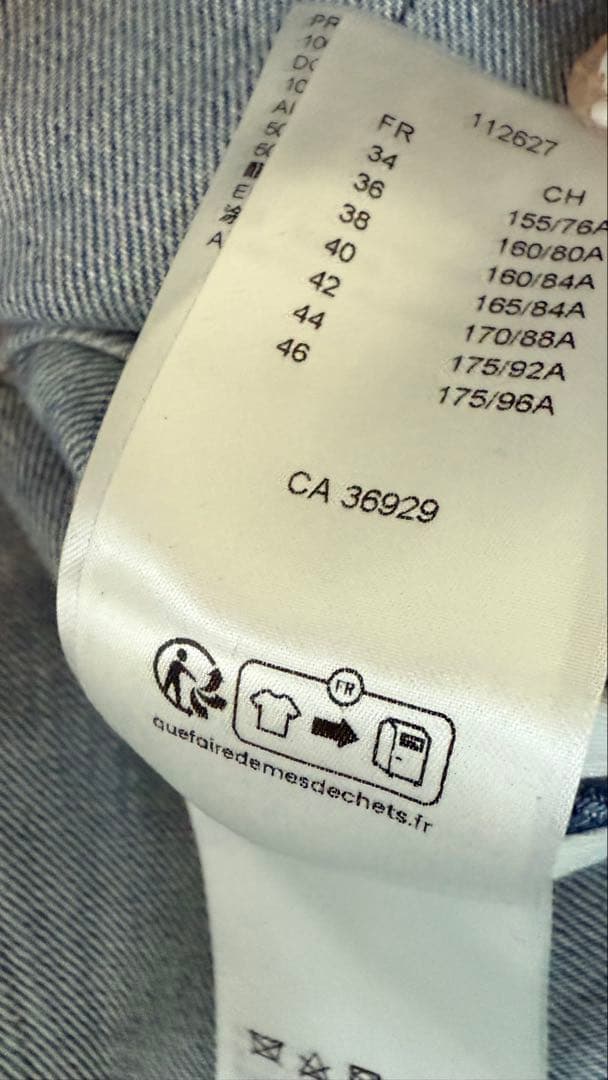 112627
FR CH
34 155/76A
36 160/80A
38 160/84A
40 165/84A
42 170/88A
44 175/92A
46 175/96A
CA 36929
FR
quefairedemesdechets.fr